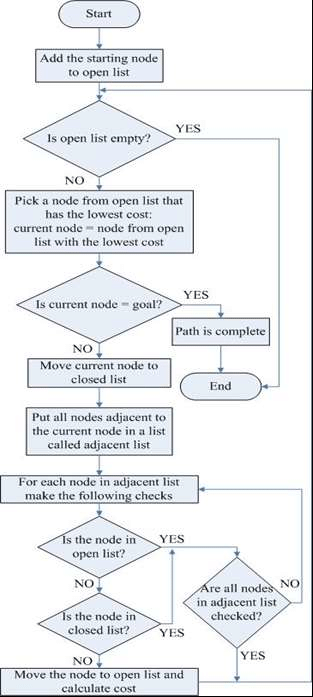 Start
Add the starting node
to open list
Is open list empty?
YES
NO
Pick a node from open list that
has the lowest cost:
current node = node from open
list with the lowest cost
Is current node = goal?
YES
Path is complete
NO
End
Move current node to
closed list
Put all nodes adjacent to
the current node in a list
called adjacent list
For each node in adjacent list
make the following checks
Is the node in
open list?
YES
NO
Are all nodes
in adjacent list
checked?
NO
Is the node in
closed list?
YES
NO
YES
Move the node to open list and
calculate cost